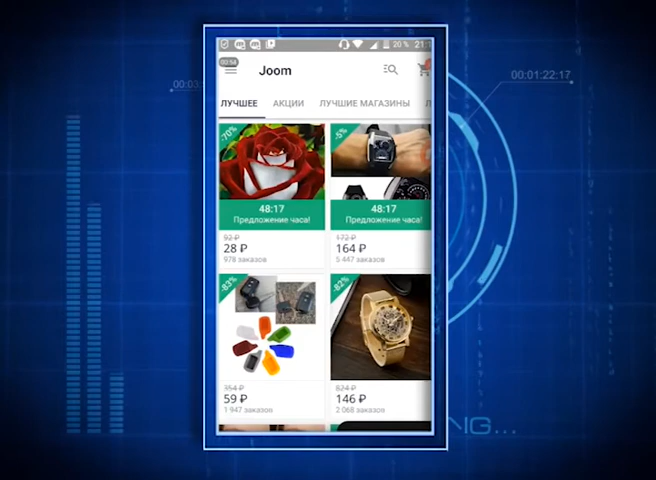 20 %
00:54
Joom
00:01:22:17
ЛУЧШЕЕ АКЦИИ ЛУЧШИЕ МАГАЗИНЫ
-70%
-5%
48:17
Предложение часа!
48:17
Предложение часа!
92 ₽
28 ₽
978 заказов
172 ₽
164 ₽
5 447 заказов
-83%
-82%
354 ₽
59 ₽
1 947 заказов
824 ₽
146 ₽
2 068 заказов